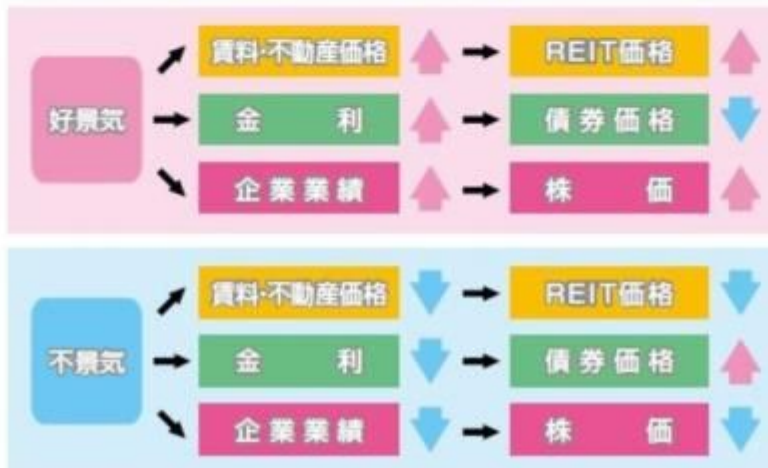 賃料・不動産価格 REIT価格
好景気 金利 債券価格
企業業績 株価
賃料・不動産価格 REIT価格
不景気 金利 債券価格
企業業績 株価